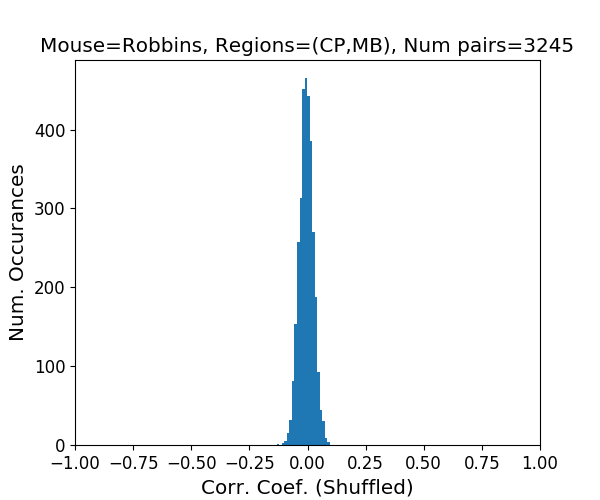 Mouse=Robbins, Regions=(CP,MB), Num pairs=3245
400
300
200
100
0
Num. Occurances
−1.00 −0.75 −0.50 −0.25 0.00 0.25 0.50 0.75 1.00
Corr. Coef. (Shuffled)